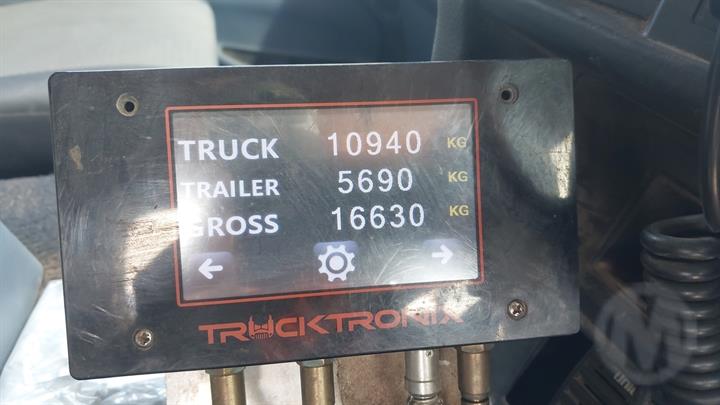 TRUCK 10940 KG
TRAILER 5690 KG
GROSS 16630 KG
TRUCKTRONIX
M